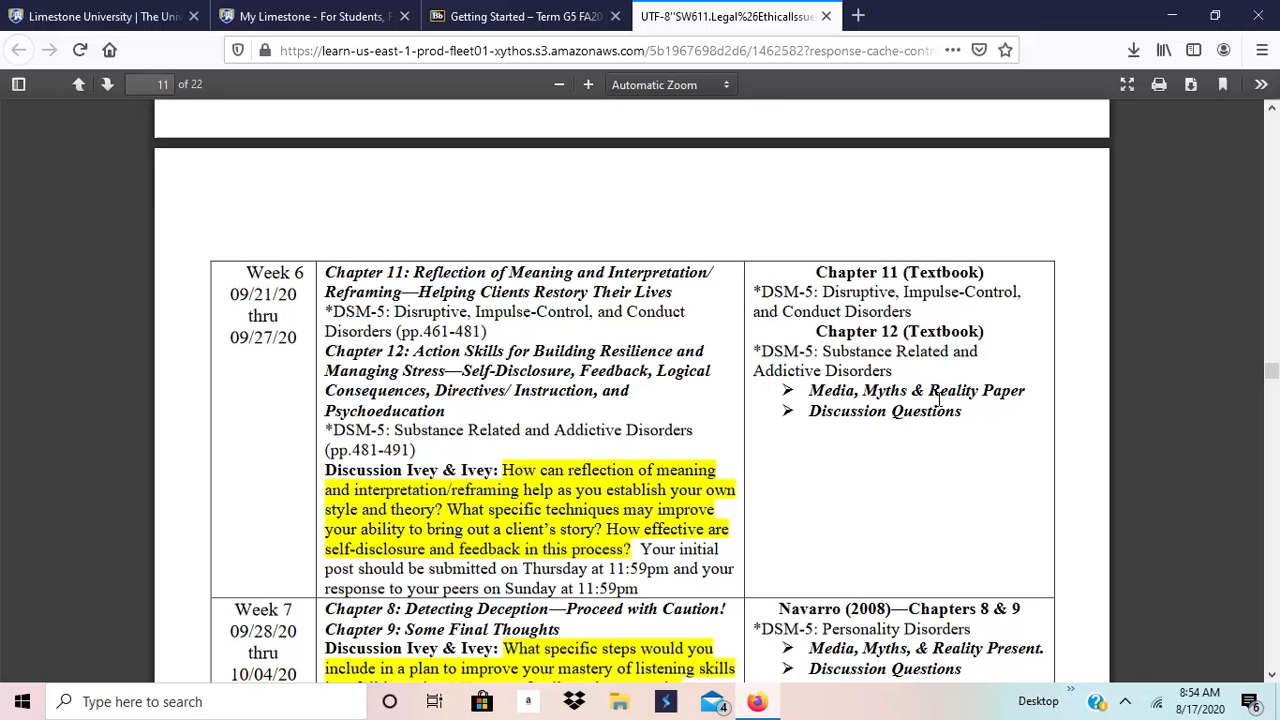 Limestone University | The Uni
My Limestone - For Students, F
Getting Started – Term G5 FA20
UTF-8''SW611.Legal%26EthicalIssue
https://learn-us-east-1-prod-fleet01-xythos.s3.amazonaws.com/5b1967698c2d6/1462582?response-cache-contr
11 of 22
Automatic Zoom
Week 6
09/21/20
thru
09/27/20
Chapter 11: Reflection of Meaning and Interpretation/
Reframing—Helping Clients Restory Their Lives
*DSM-5: Disruptive, Impulse-Control, and Conduct
Disorders (pp.461-481)
Chapter 12: Action Skills for Building Resilience and
Managing Stress—Self-Disclosure, Feedback, Logical
Consequences, Directives/ Instruction, and
Psychoeducation
*DSM-5: Substance Related and Addictive Disorders
(pp.481-491)
Discussion Ivey & Ivey: How can reflection of meaning
and interpretation/reframing help as you establish your own
style and theory? What specific techniques may improve
your ability to bring out a client's story? How effective are
self-disclosure and feedback in this process? Your initial
post should be submitted on Thursday at 11:59pm and your
response to your peers on Sunday at 11:59pm
Chapter 11 (Textbook)
*DSM-5: Disruptive, Impulse-Control,
and Conduct Disorders
Chapter 12 (Textbook)
*DSM-5: Substance Related and
Addictive Disorders
➢ Media, Myths & Reality Paper
➢ Discussion Questions
Week 7
09/28/20
thru
10/04/20
Chapter 8: Detecting Deception—Proceed with Caution!
Chapter 9: Some Final Thoughts
Discussion Ivey & Ivey: What specific steps would you
include in a plan to improve your mastery of listening skills
Navarro (2008)—Chapters 8 & 9
*DSM-5: Personality Disorders
➢ Media, Myths, & Reality Present.
➢ Discussion Questions
Type here to search
a
4
Desktop
8:54 AM
8/17/2020
6